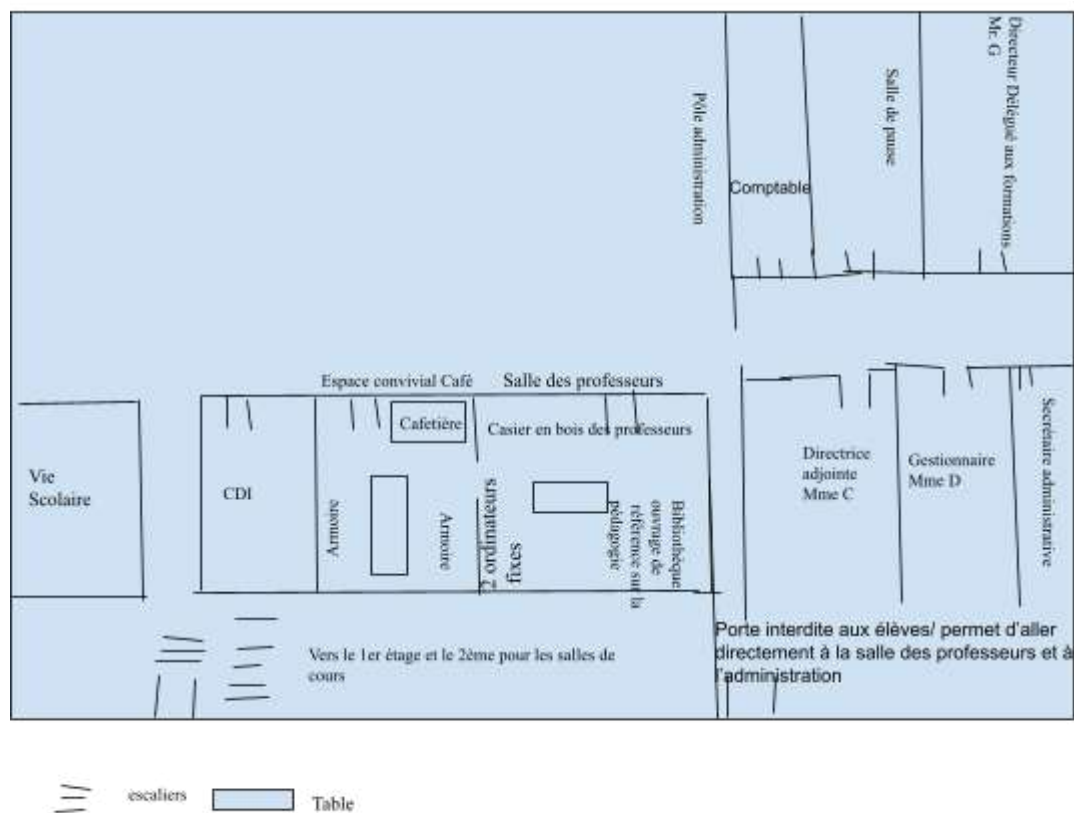 Directeur Délégué aux formations
Mr. G
Salle de pause
Pôle administration
Comptable
Espace convivial Café
Salle des professeurs
Cafetière
Casier en bois des professeurs
Vie
Scolaire
CDI
Armoire
Armoire
2 ordinateurs
fixes
Bibliothèque
ouvrage de
référence sur la
pédgogie
Directrice
adjointe
Mme C
Gestionnaire
Mme D
Secrétaire administrative
Porte interdite aux élèves/ permet d'aller
directement à la salle des professeurs et à
l'administration
Vers le 1er étage et le 2ème pour les salles de
cours
escaliers
Table